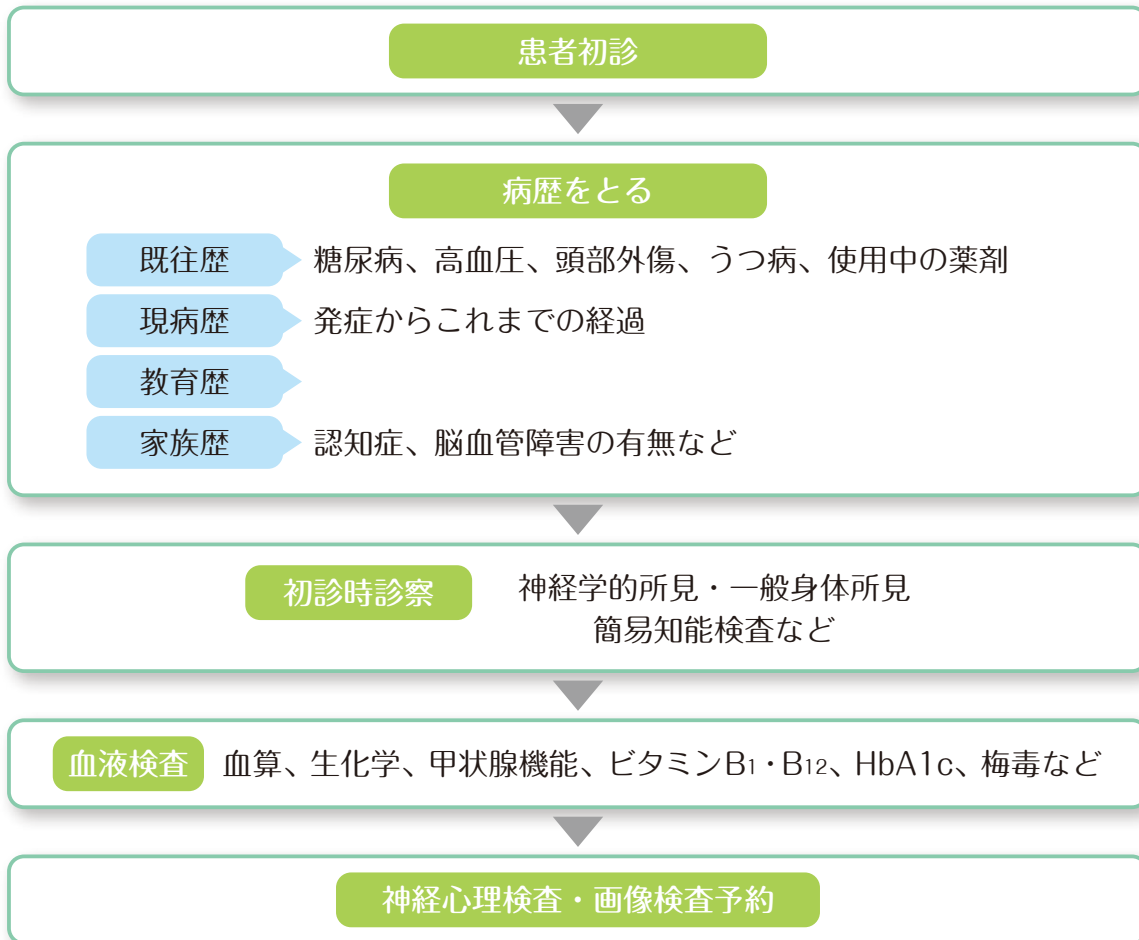 患者初診
病歴をとる
既往歴 糖尿病、高血圧、頭部外傷、うつ病、使用中の薬剤
現病歴 発症からこれまでの経過
教育歴
家族歴 認知症、脳血管障害の有無など
初診時診察 神経学的所見・一般身体所見
簡易知能検査など
血液検査 血算、生化学、甲状腺機能、ビタミンB1・B12、HbA1c、梅毒など
神経心理検査・画像検査予約